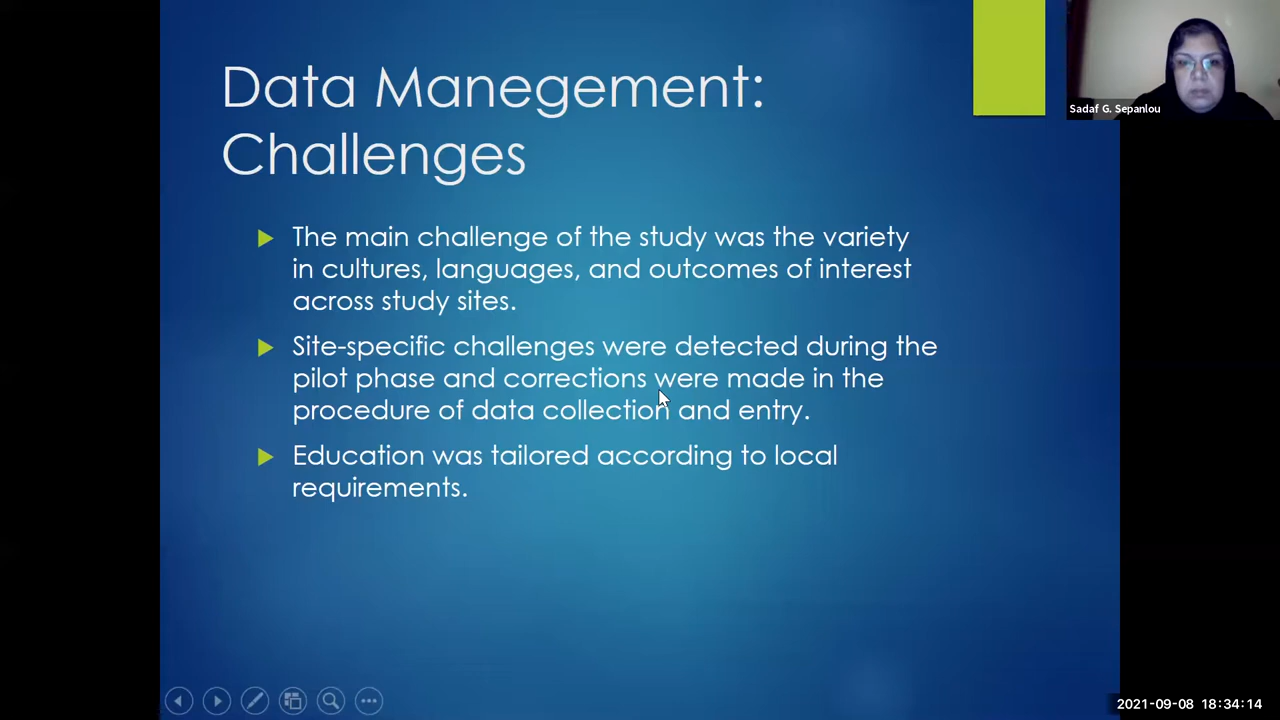 Data Manegement:
Challenges
The main challenge of the study was the variety
in cultures, languages, and outcomes of interest
across study sites.
Site-specific challenges were detected during the
pilot phase and corrections were made in the
procedure of data collection and entry.
Education was tailored according to local
requirements.
Sadaf G. Sepanlou
2021-09-08 18:34:14